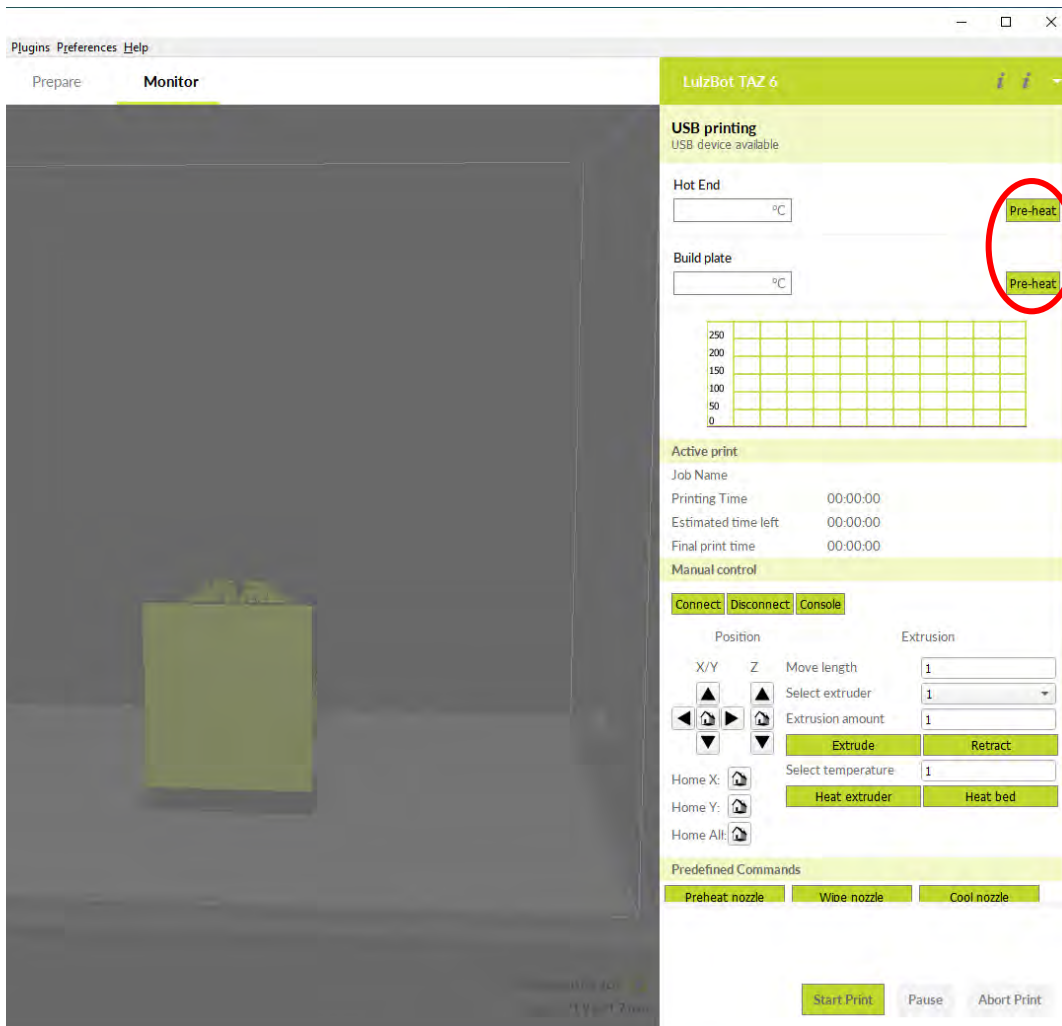 Plugins Preferences Help
Prepare Monitor LulzBot TAZ 6 i i
USB printing
USB device available
Hot End
°C Pre-heat
Build plate
°C Pre-heat
250
200
150
100
50
0
Active print
Job Name
Printing Time 00:00:00
Estimated time left 00:00:00
Final print time 00:00:00
Manual control
Connect Disconnect Console
Position Extrusion
X/Y Z Move length 1
Select extruder 1
Extrusion amount 1
Extrude Retract
Select temperature 1
Home X: Heat extruder Heat bed
Home Y:
Home Alt:
Predefined Commands
Preheat nozzle Wipe nozzle Cool nozzle
Start Print Pause Abort Print